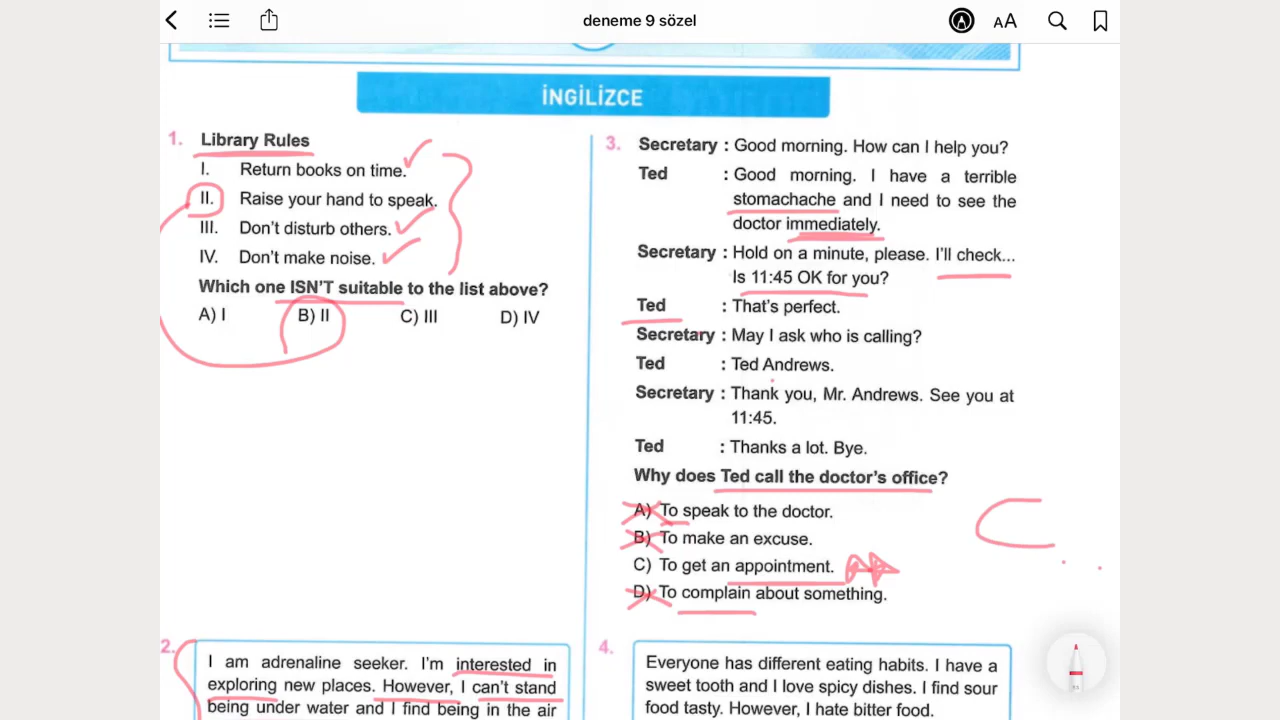 deneme 9 sözel
AA
İNGİLİZCE
1. Library Rules
I. Return books on time.
II. Raise your hand to speak.
III. Don't disturb others.
IV. Don't make noise.
Which one ISN'T suitable to the list above?
A) I B) II C) III D) IV
2. I am adrenaline seeker. I'm interested in
exploring new places. However, I can't stand
being under water and I find being in the air
3. Secretary : Good morning. How can I help you?
Ted : Good morning. I have a terrible
stomachache and I need to see the
doctor immediately.
Secretary : Hold on a minute, please. I'll check...
Is 11:45 OK for you?
Ted : That's perfect.
Secretary : May I ask who is calling?
Ted : Ted Andrews.
Secretary : Thank you, Mr. Andrews. See you at
11:45.
Ted : Thanks a lot. Bye.
Why does Ted call the doctor's office?
A) To speak to the doctor.
B) To make an excuse.
C) To get an appointment.
D) To complain about something.
4. Everyone has different eating habits. I have a
sweet tooth and I love spicy dishes. I find sour
food tasty. However, I hate bitter food.